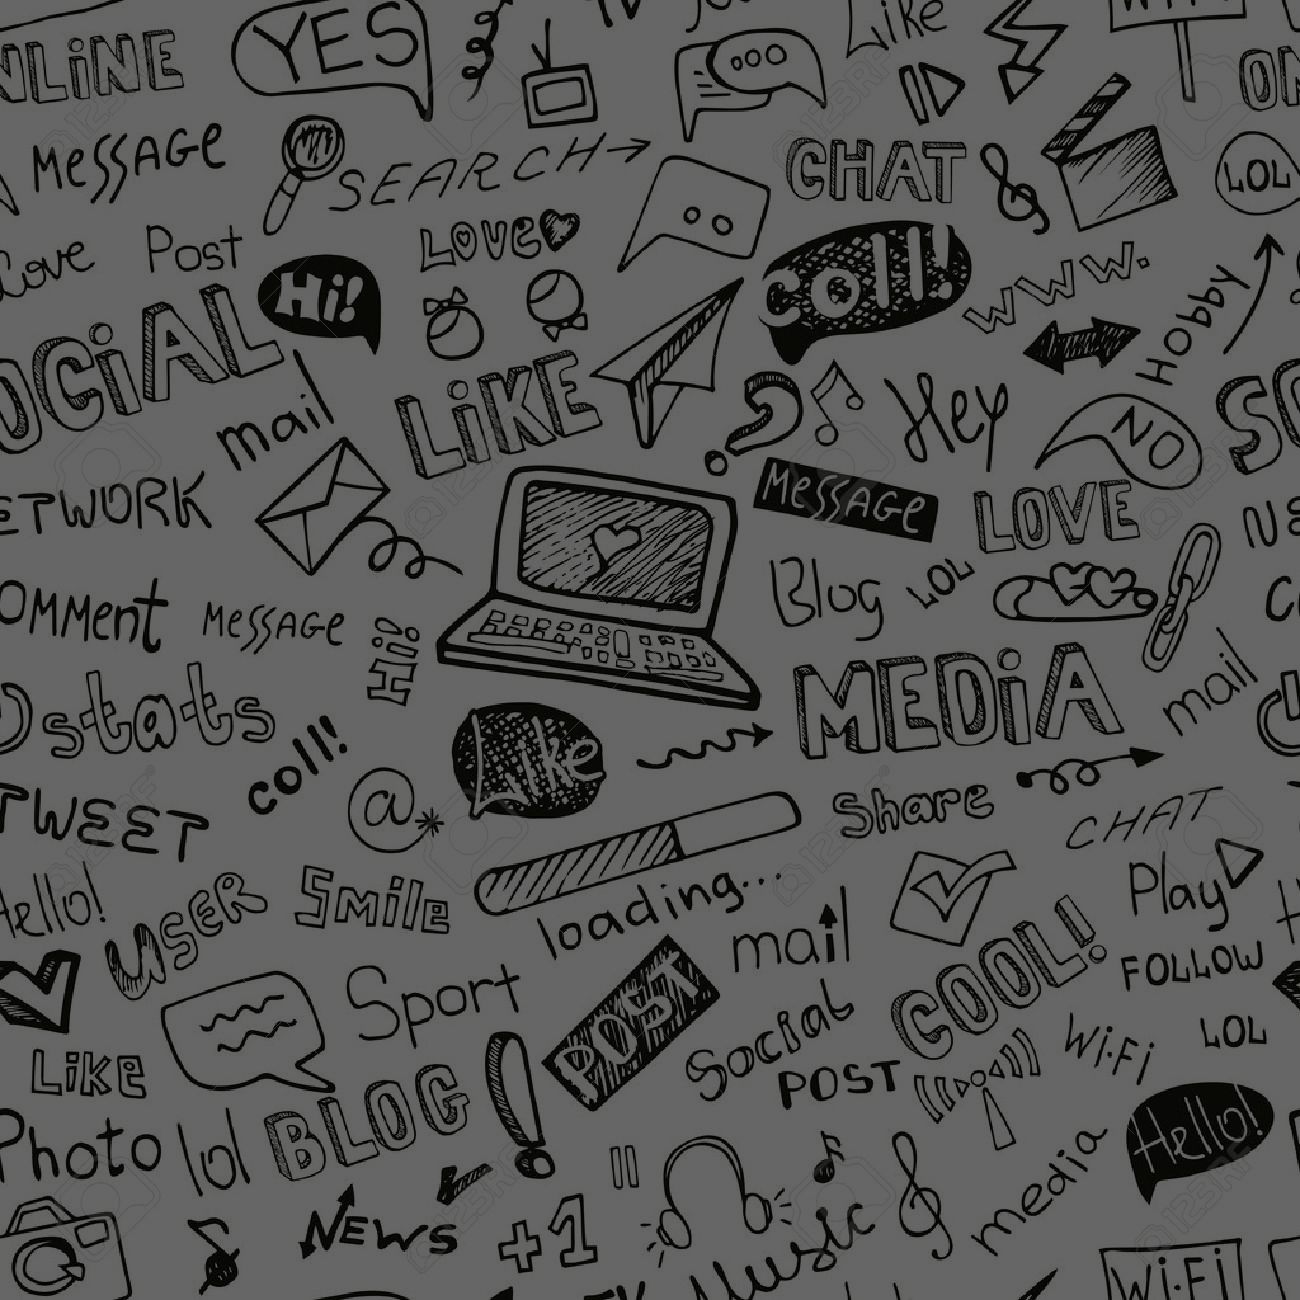 Like
YES
NLiNE
ON
MESSAGE
SEARCH
CHAT
LOL
Love
Post
LOVE
coll!
www.
Hi!
Hobby
OCiAL
LiKE
mail
Hey
NO
SO
ETWORK
MESSAGE
LOVE
Blog
LOL
OMMent
MESSAGE
Hi!
MEDiA
mail
stats
coll!
Like
TWEET
@
Share
CHAT
Hello!
USER
Smile
loading...
mail
Play
COOL!
FOLLOW
Sport
POST
Social
Wi-Fi
LOL
LiKE
BLOG
POST
Hello!
Photo
lol
media
NEWS
+1
Music
Wi-Fi